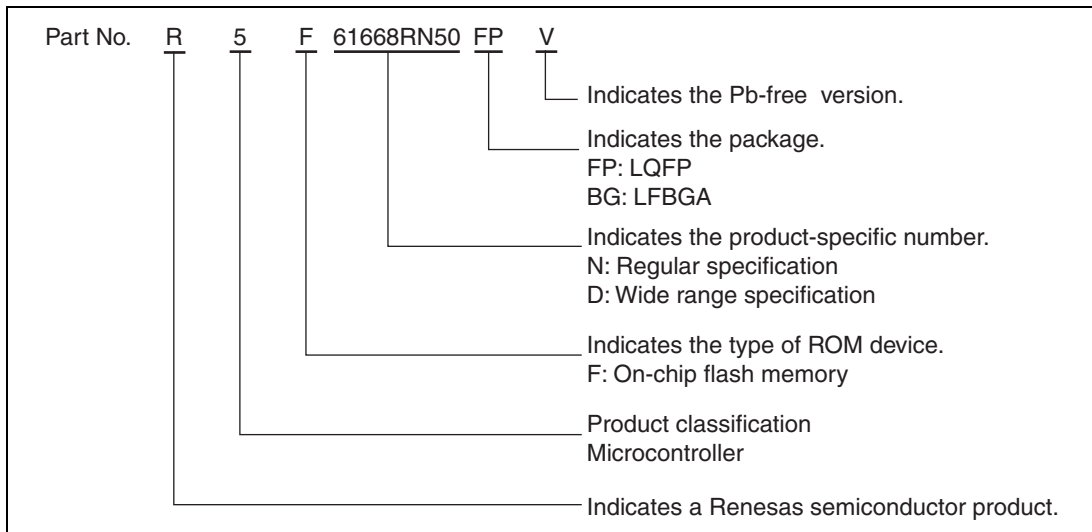 Part No. R 5 F 61668RN50 FP V
Indicates the Pb-free version.
Indicates the package.
FP: LQFP
BG: LFBGA
Indicates the product-specific number.
N: Regular specification
D: Wide range specification
Indicates the type of ROM device.
F: On-chip flash memory
Product classification
Microcontroller
Indicates a Renesas semiconductor product.